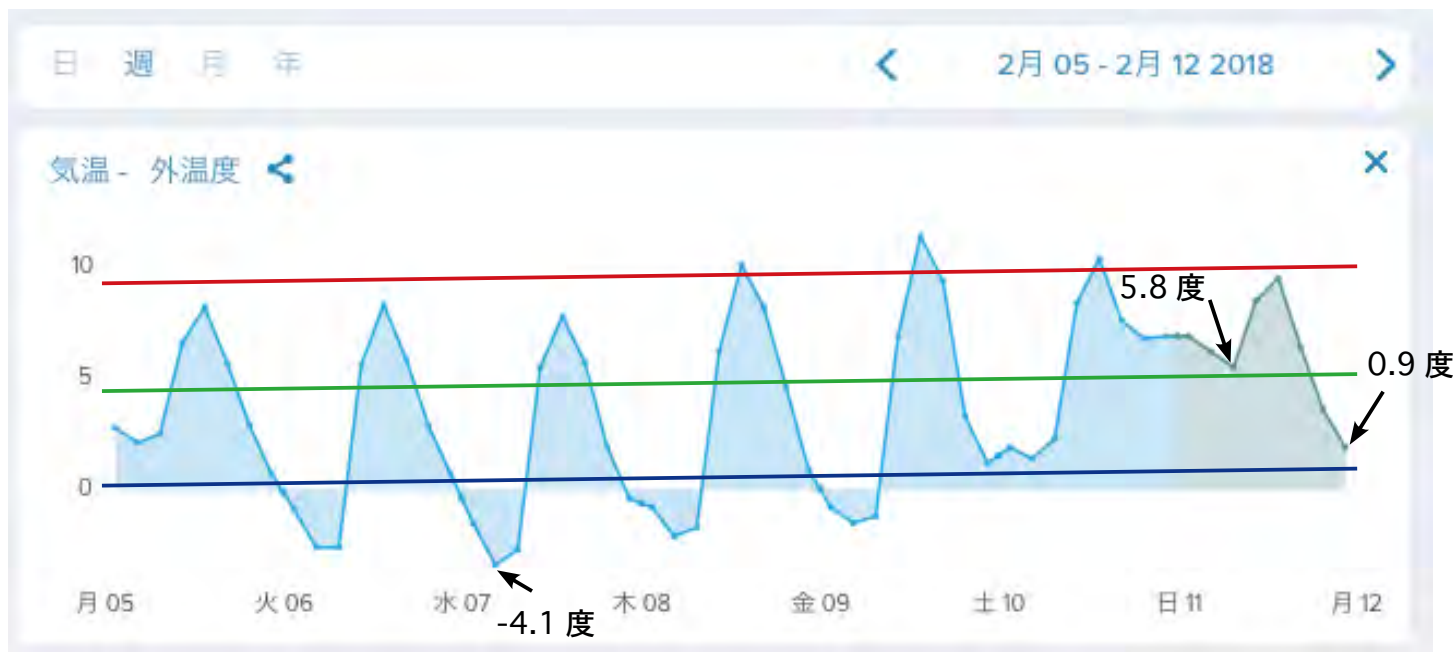 日 週 月 年
2月 05 - 2月 12 2018
気温 - 外温度
10
5.8 度
5
0.9 度
0
月 05 火 06 水 07 木 08 金 09 土 10 日 11 月 12
-4.1 度